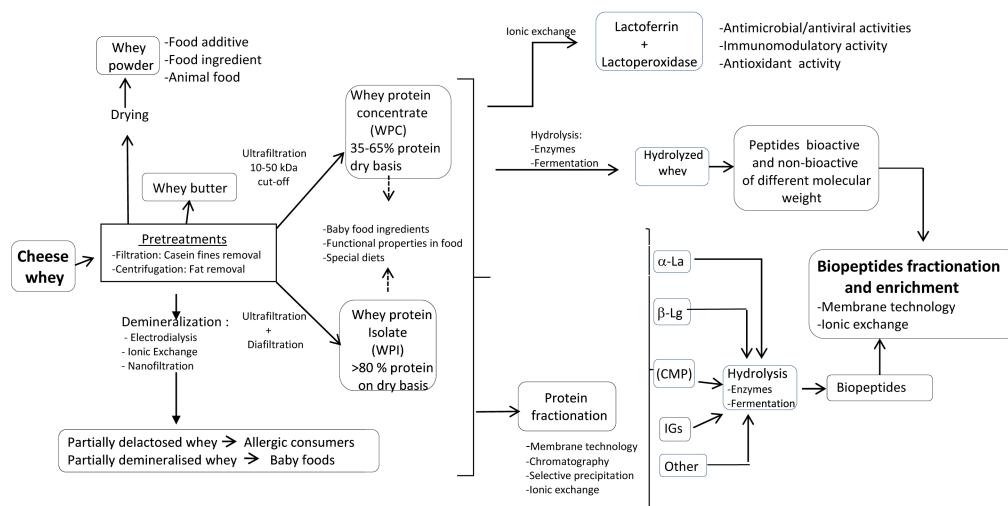 Whey
powder
-Food additive
-Food ingredient
-Animal food
Drying
Whey butter
Cheese
whey
Pretreatments
-Filtration: Casein fines removal
-Centrifugation: Fat removal
Demineralization :
- Electrodialysis
- Ionic Exchange
- Nanofiltration
Partially delactosed whey → Allergic consumers
Partially demineralised whey → Baby foods
Ultrafiltration
10-50 kDa
cut-off
Whey protein
concentrate
(WPC)
35-65% protein
dry basis
-Baby food ingredients
-Functional properties in food
-Special diets
Ultrafiltration
+
Diafiltration
Whey protein
Isolate
(WPI)
>80 % protein
on dry basis
Ionic exchange
Lactoferrin
+
Lactoperoxidase
-Antimicrobial/antiviral activities
-Immunomodulatory activity
-Antioxidant activity
Hydrolysis:
-Enzymes
-Fermentation
Hydrolyzed
whev
Peptides bioactive
and non-bioactive
of different molecular
weight
Protein
fractionation
-Membrane technology
-Chromatography
-Selective precipitation
-Ionic exchange
α-La
β-Lg
(CMP)
IGs
Other
Hydrolysis
-Enzymes
-Fermentation
Biopeptides
Biopeptides fractionation
and enrichment
-Membrane technology
-Ionic exchange